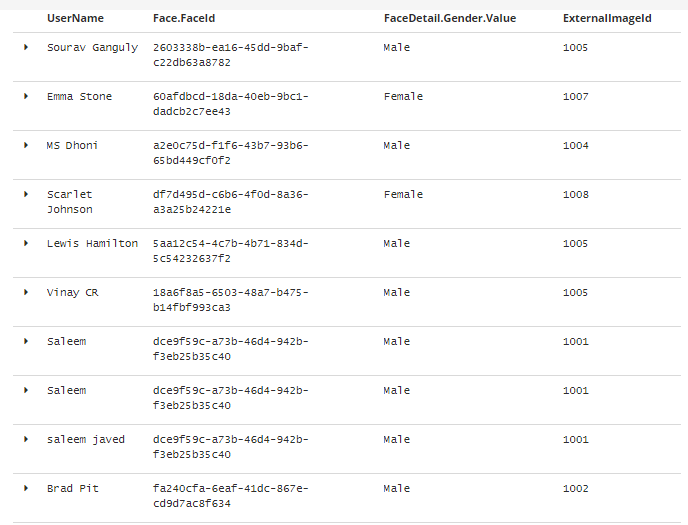 UserName Face.FaceId FaceDetail.Gender.Value ExternalImageId
Sourav Ganguly 2603338b-ea16-45dd-9baf- Male 1005
c22db63a8782
Emma Stone 60afdbcd-18da-40eb-9bc1- Female 1007
dadcb2c7ee43
MS Dhoni a2e0c75d-f1f6-43b7-93b6- Male 1004
65bd449cf0f2
Scarlet df7d495d-c6b6-4f0d-8a36- Female 1008
Johnson a3a25b24221e
Lewis Hamilton 5aa12c54-4c7b-4b71-834d- Male 1005
5c54232637f2
Vinay CR 18a6f8a5-6503-48a7-b475- Male 1005
b14fbf993ca3
Saleem dce9f59c-a73b-46d4-942b- Male 1001
f3eb25b35c40
Saleem dce9f59c-a73b-46d4-942b- Male 1001
f3eb25b35c40
saleem javed dce9f59c-a73b-46d4-942b- Male 1001
f3eb25b35c40
Brad Pit fa240cfa-6eaf-41dc-867e- Male 1002
cd9d7ac8f634